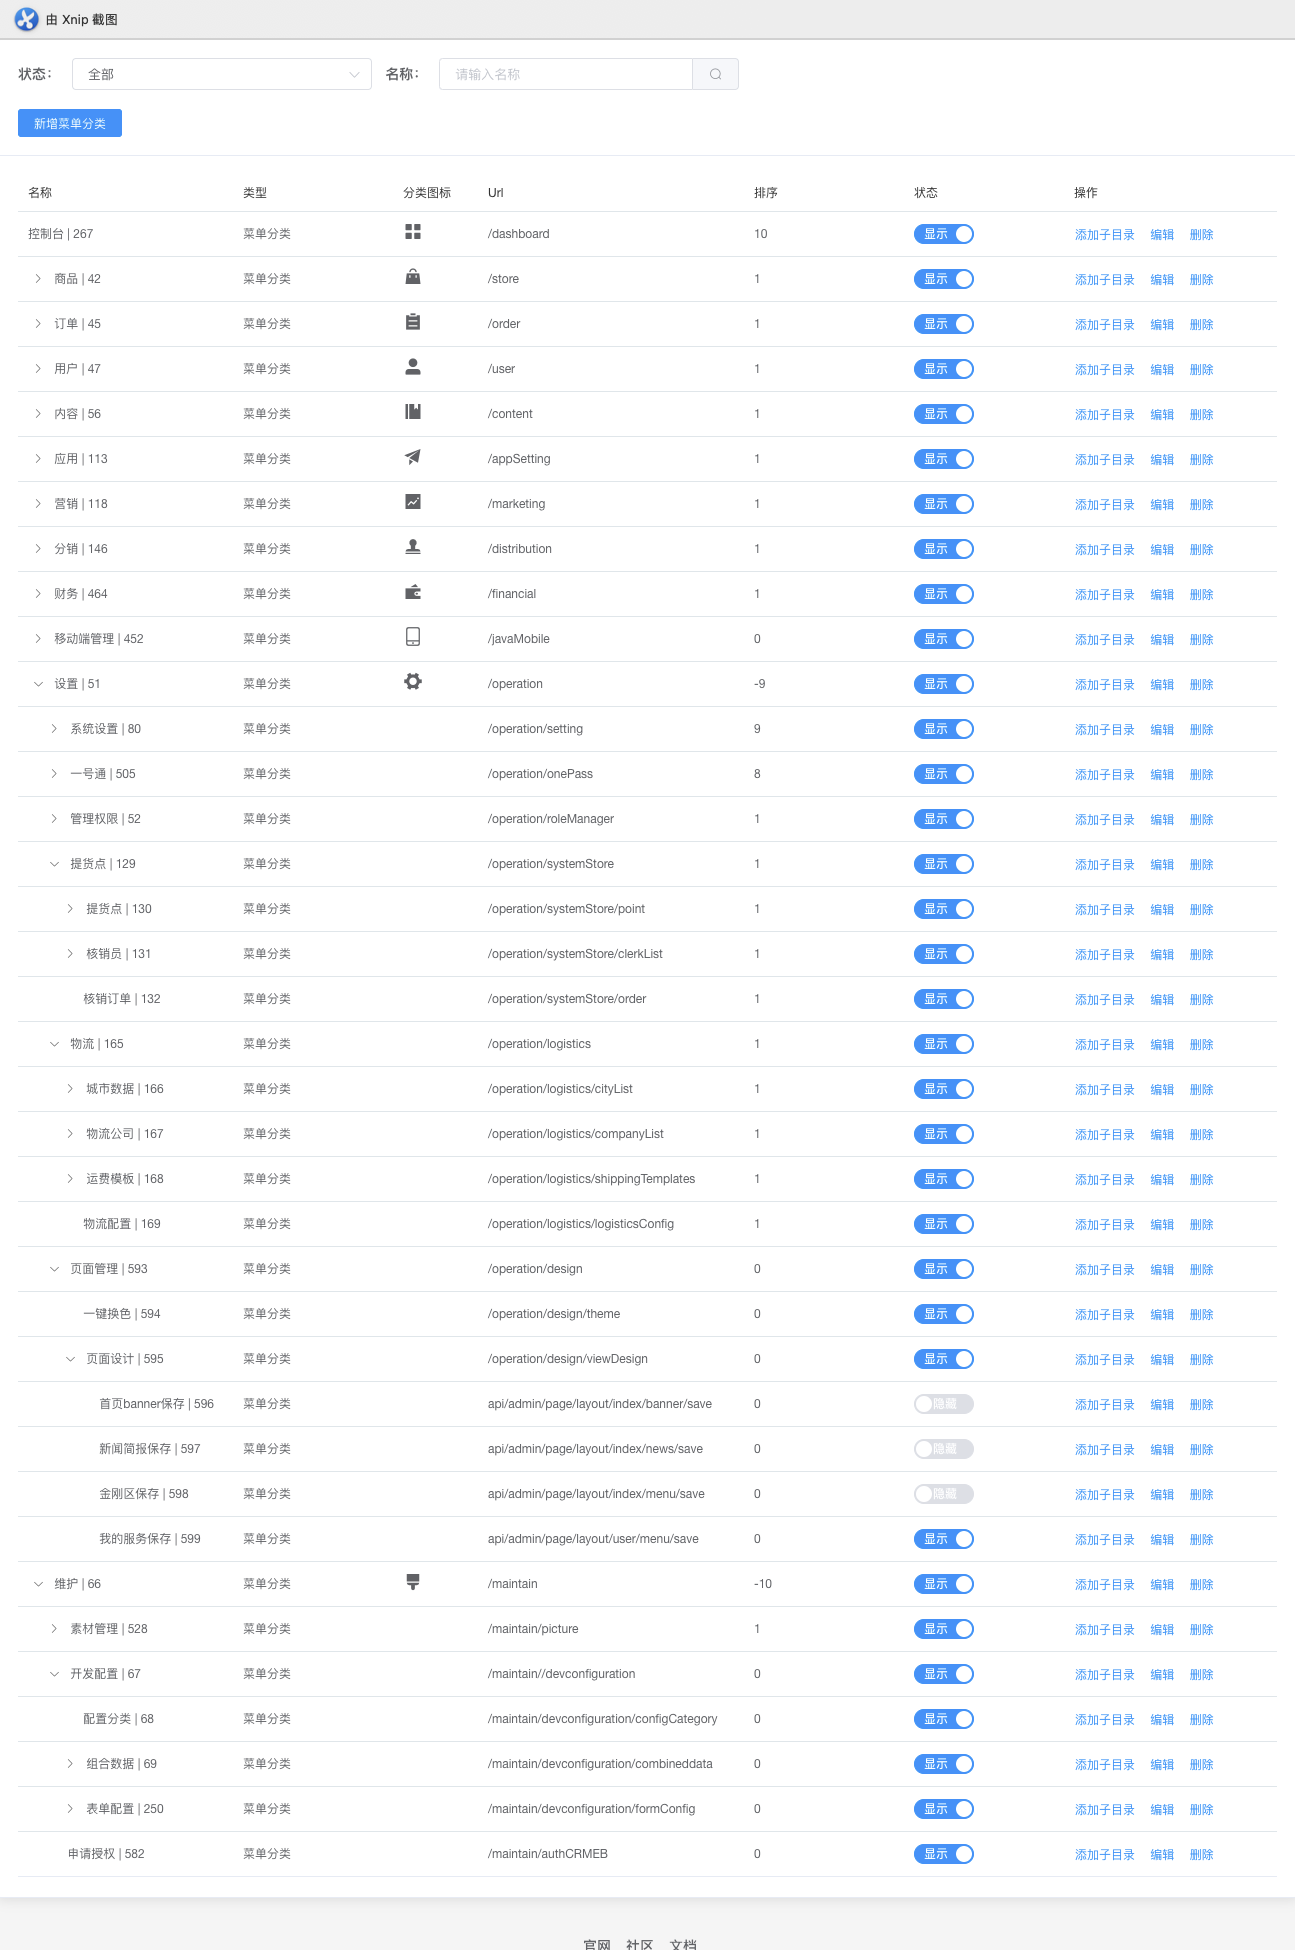 由 Xnip 截图
状态： 全部 名称： 请输入名称
新增菜单分类
名称 类型 分类图标 Url 排序 状态 操作
控制台 | 267 菜单分类 /dashboard 10 显示 添加子目录 编辑 删除
商品 | 42 菜单分类 /store 1 显示 添加子目录 编辑 删除
订单 | 45 菜单分类 /order 1 显示 添加子目录 编辑 删除
用户 | 47 菜单分类 /user 1 显示 添加子目录 编辑 删除
内容 | 56 菜单分类 /content 1 显示 添加子目录 编辑 删除
应用 | 113 菜单分类 /appSetting 1 显示 添加子目录 编辑 删除
营销 | 118 菜单分类 /marketing 1 显示 添加子目录 编辑 删除
分销 | 146 菜单分类 /distribution 1 显示 添加子目录 编辑 删除
财务 | 464 菜单分类 /financial 1 显示 添加子目录 编辑 删除
移动端管理 | 452 菜单分类 /javaMobile 0 显示 添加子目录 编辑 删除
设置 | 51 菜单分类 /operation -9 显示 添加子目录 编辑 删除
系统设置 | 80 菜单分类 /operation/setting 9 显示 添加子目录 编辑 删除
一号通 | 505 菜单分类 /operation/onePass 8 显示 添加子目录 编辑 删除
管理权限 | 52 菜单分类 /operation/roleManager 1 显示 添加子目录 编辑 删除
提货点 | 129 菜单分类 /operation/systemStore 1 显示 添加子目录 编辑 删除
提货点 | 130 菜单分类 /operation/systemStore/point 1 显示 添加子目录 编辑 删除
核销员 | 131 菜单分类 /operation/systemStore/clerkList 1 显示 添加子目录 编辑 删除
核销订单 | 132 菜单分类 /operation/systemStore/order 1 显示 添加子目录 编辑 删除
物流 | 165 菜单分类 /operation/logistics 1 显示 添加子目录 编辑 删除
城市数据 | 166 菜单分类 /operation/logistics/cityList 1 显示 添加子目录 编辑 删除
物流公司 | 167 菜单分类 /operation/logistics/companyList 1 显示 添加子目录 编辑 删除
运费模板 | 168 菜单分类 /operation/logistics/shippingTemplates 1 显示 添加子目录 编辑 删除
物流配置 | 169 菜单分类 /operation/logistics/logisticsConfig 1 显示 添加子目录 编辑 删除
页面管理 | 593 菜单分类 /operation/design 0 显示 添加子目录 编辑 删除
一键换色 | 594 菜单分类 /operation/design/theme 0 显示 添加子目录 编辑 删除
页面设计 | 595 菜单分类 /operation/design/viewDesign 0 显示 添加子目录 编辑 删除
首页banner保存 | 596 菜单分类 api/admin/page/layout/index/banner/save 0 隐藏 添加子目录 编辑 删除
新闻简报保存 | 597 菜单分类 api/admin/page/layout/index/news/save 0 隐藏 添加子目录 编辑 删除
金刚区保存 | 598 菜单分类 api/admin/page/layout/index/menu/save 0 隐藏 添加子目录 编辑 删除
我的服务保存 | 599 菜单分类 api/admin/page/layout/user/menu/save 0 显示 添加子目录 编辑 删除
维护 | 66 菜单分类 /maintain -10 显示 添加子目录 编辑 删除
素材管理 | 528 菜单分类 /maintain/picture 1 显示 添加子目录 编辑 删除
开发配置 | 67 菜单分类 /maintain//devconfiguration 0 显示 添加子目录 编辑 删除
配置分类 | 68 菜单分类 /maintain/devconfiguration/configCategory 0 显示 添加子目录 编辑 删除
组合数据 | 69 菜单分类 /maintain/devconfiguration/combineddata 0 显示 添加子目录 编辑 删除
表单配置 | 250 菜单分类 /maintain/devconfiguration/formConfig 0 显示 添加子目录 编辑 删除
申请授权 | 582 菜单分类 /maintain/authCRMEB 0 显示 添加子目录 编辑 删除
官网 社区 文档